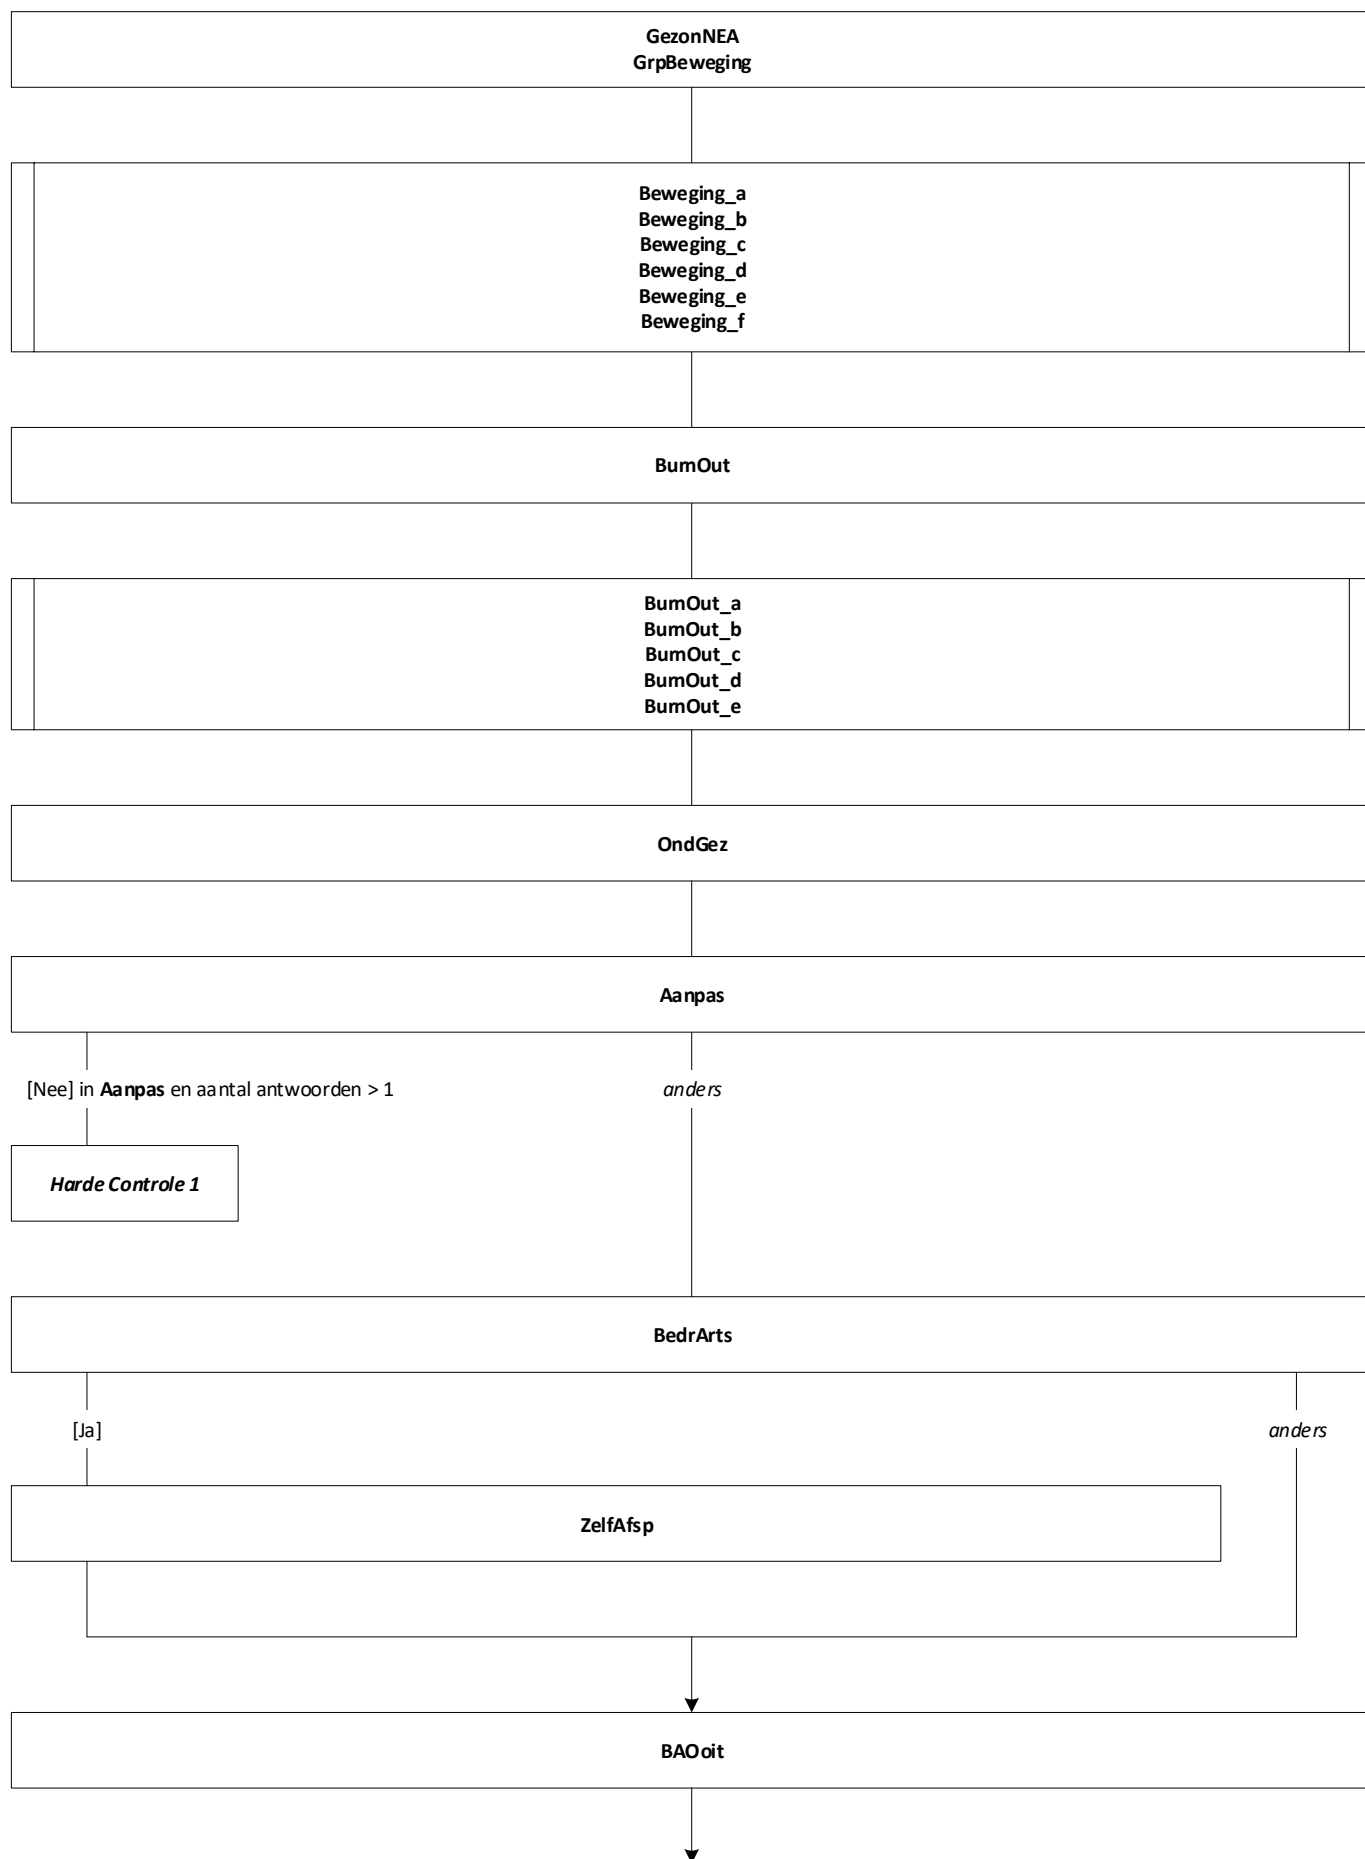 GezonNEA
GrpBeweging
Beweging_a
Beweging_b
Beweging_c
Beweging_d
Beweging_e
Beweging_f
BurnOut
BurnOut_a
BurnOut_b
BurnOut_c
BurnOut_d
BurnOut_e
OndGez
Aanpas
[Nee] in Aanpas en aantal antwoorden > 1
anders
Harde Controle 1
BedrArts
[Ja]
anders
ZelfAfsp
BAOoit